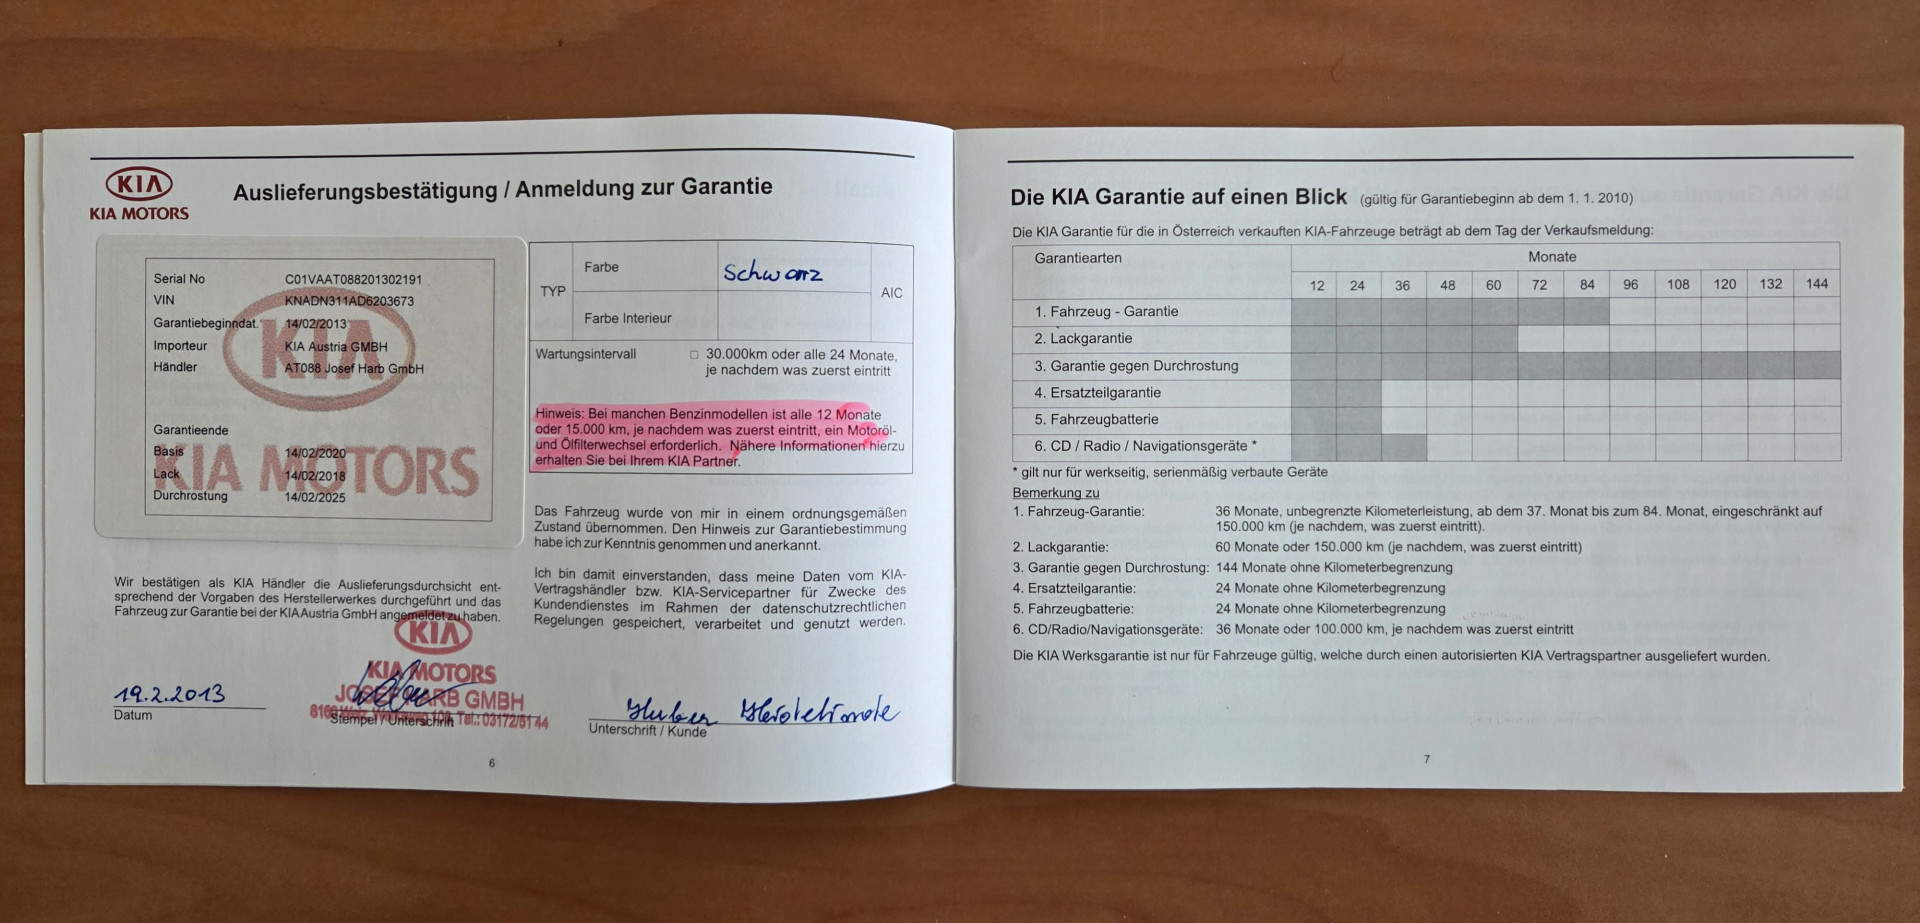 KIA
KIA MOTORS
Auslieferungsbestätigung / Anmeldung zur Garantie
KIA
KIA MOTORS
Serial No C01VAAT088201302191
VIN KNADN311AD6203673
Garantiebeginndat. 14/02/2013
Importeur KIA Austria GMBH
Händler AT088 Josef Harb GmbH
Garantieende
Basis 14/02/2020
Lack 14/02/2018
Durchrostung 14/02/2025
TYP
Farbe schwarz
Farbe Interieur
AIC
Wartungsintervall □ 30.000km oder alle 24 Monate,
je nachdem was zuerst eintritt
Hinweis: Bei manchen Benzinmodellen ist alle 12 Monate
oder 15.000 km, je nachdem was zuerst eintritt, ein Motoröl-
und Ölfilterwechsel erforderlich. Nähere Informationen hierzu
erhalten Sie bei Ihrem KIA Partner.
Das Fahrzeug wurde von mir in einem ordnungsgemäßen
Zustand übernommen. Den Hinweis zur Garantiebestimmung
habe ich zur Kenntnis genommen und anerkannt.
Ich bin damit einverstanden, dass meine Daten vom KIA-
Vertragshändler bzw. KIA-Servicepartner für Zwecke des
Kundendienstes im Rahmen der datenschutzrechtlichen
Regelungen gespeichert, verarbeitet und genutzt werden.
Wir bestätigen als KIA Händler die Auslieferungsdurchsicht ent-
sprechend der Vorgaben des Herstellerwerkes durchgeführt und das
Fahrzeug zur Garantie bei der KIA Austria GmbH angemeldet zu haben.
KIA
KIA MOTORS
JOSEF HARB GMBH
Tel.: 03172/51 44
19.2.2013
Datum
Stempel / Unterschrift
Huber
Unterschrift / Kunde
6
Die KIA Garantie auf einen Blick (gültig für Garantiebeginn ab dem 1. 1. 2010)
Die KIA Garantie für die in Österreich verkauften KIA-Fahrzeuge beträgt ab dem Tag der Verkaufsmeldung:
Garantiearten Monate
12 24 36 48 60 72 84 96 108 120 132 144
1. Fahrzeug - Garantie
2. Lackgarantie
3. Garantie gegen Durchrostung
4. Ersatzteilgarantie
5. Fahrzeugbatterie
6. CD / Radio / Navigationsgeräte *
* gilt nur für werkseitig, serienmäßig verbaute Geräte
Bemerkung zu
1. Fahrzeug-Garantie: 36 Monate, unbegrenzte Kilometerleistung, ab dem 37. Monat bis zum 84. Monat, eingeschränkt auf
150.000 km (je nachdem, was zuerst eintritt).
2. Lackgarantie: 60 Monate oder 150.000 km (je nachdem, was zuerst eintritt)
3. Garantie gegen Durchrostung: 144 Monate ohne Kilometerbegrenzung
4. Ersatzteilgarantie: 24 Monate ohne Kilometerbegrenzung
5. Fahrzeugbatterie: 24 Monate ohne Kilometerbegrenzung
6. CD/Radio/Navigationsgeräte: 36 Monate oder 100.000 km, je nachdem was zuerst eintritt
Die KIA Werksgarantie ist nur für Fahrzeuge gültig, welche durch einen autorisierten KIA Vertragspartner ausgeliefert wurden.
7